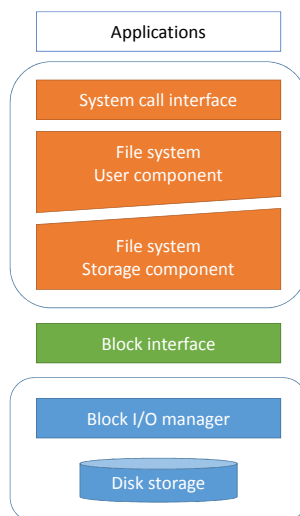 Applications
System call interface
File system
User component
File system
Storage component
Block interface
Block I/O manager
Disk storage